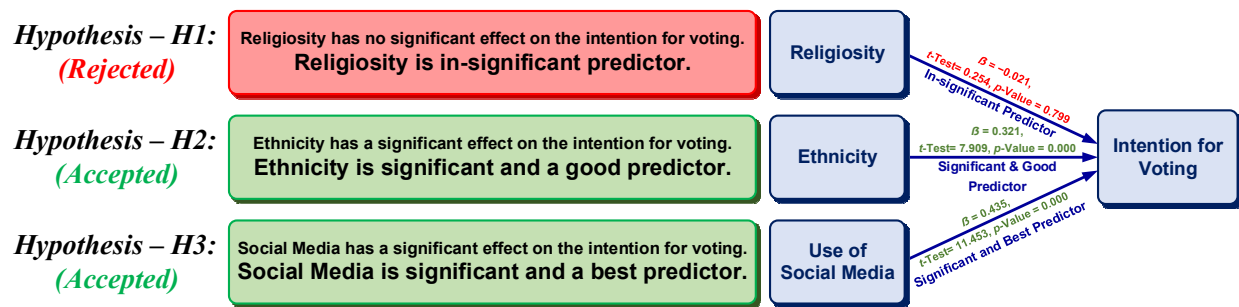 Hypothesis – H1:
(Rejected)
Religiosity has no significant effect on the intention for voting.
Religiosity is in-significant predictor.
Religiosity
ß = –0.021,
t-Test= 0.254, p-Value = 0.799
In-significant Predictor
Hypothesis – H2:
(Accepted)
Ethnicity has a significant effect on the intention for voting.
Ethnicity is significant and a good predictor.
Ethnicity
ß = 0.321,
t-Test= 7.909, p-Value = 0.000
Significant & Good
Predictor
Intention for
Voting
Hypothesis – H3:
(Accepted)
Social Media has a significant effect on the intention for voting.
Social Media is significant and a best predictor.
Use of
Social Media
ß = 0.435,
t-Test= 11.453, p-Value = 0.000
Significant and Best Predictor